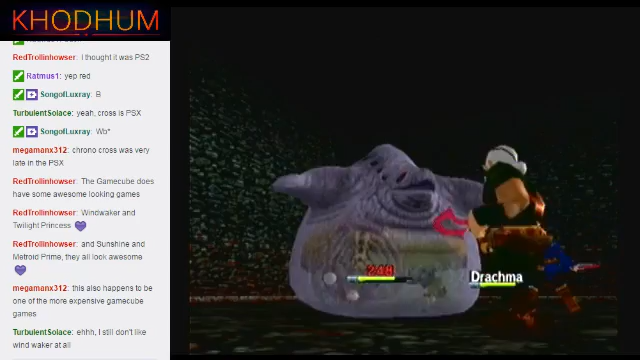 KHODHUM
RedTrollinhowser: I thought it was PS2
Ratmus1: yep red
SongofLuxray: B
TurbulentSolace: yeah, cross is PSX
SongofLuxray: Wb*
megamanx312: chrono cross was very
late in the PSX
RedTrollinhowser: The Gamecube does
have some awesome looking games
RedTrollinhowser: Windwaker and
Twilight Princess
RedTrollinhowser: and Sunshine and
Metroid Prime, they all look awesome
megamanx312: this also happens to be
one of the more expensive gamecube
games
TurbulentSolace: ehhh, I still don't like
wind waker at all
248
Drachma